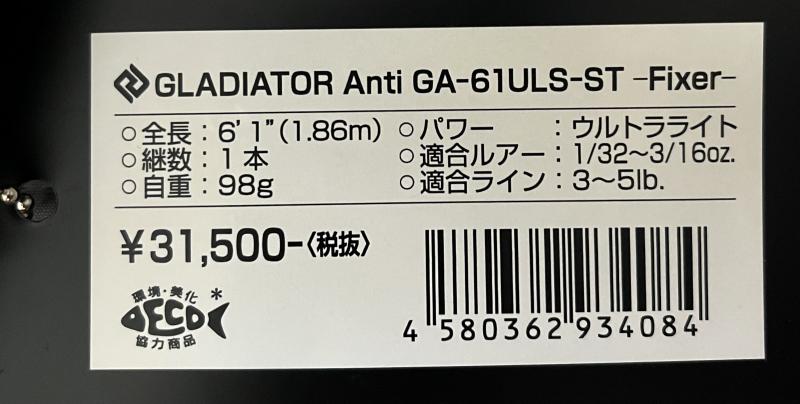 GLADIATOR Anti GA-61ULS-ST -Fixer-
○全長：6'1"(1.86m) ○パワー ：ウルトラライト
○継数：1本 ○適合ルアー：1/32～3/16oz.
○自重：98g ○適合ライン：3～5lb.
￥31,500-〈税抜〉
環境・美化 *
ECO
協力商品
4 580362 934084